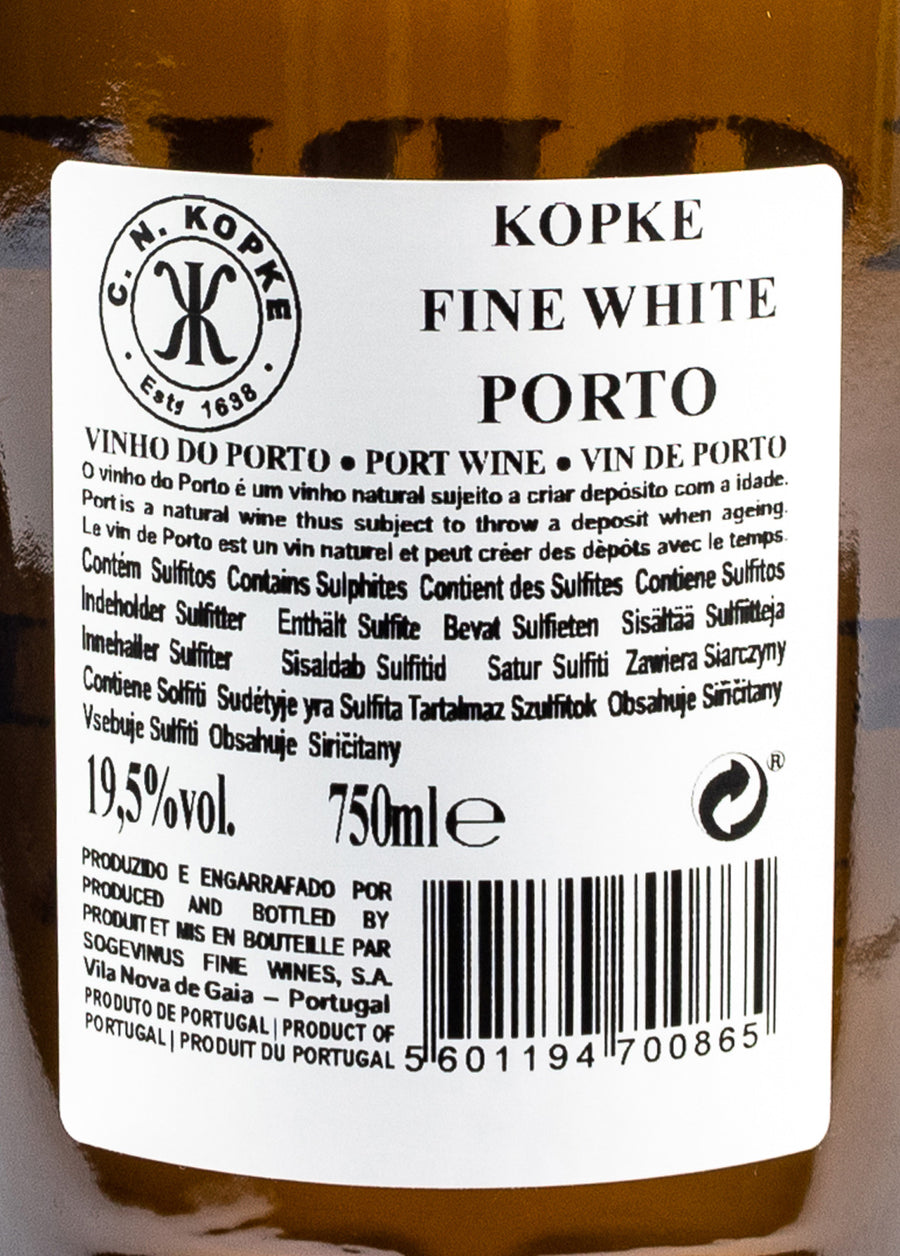 C. N. KOPKE
Estd 1638
KOPKE
FINE WHITE
PORTO
VINHO DO PORTO • PORT WINE • VIN DE PORTO
O vinho do Porto é um vinho natural sujeito a criar depósito com a idade.
Port is a natural wine thus subject to throw a deposit when ageing.
Le vin de Porto est un vin naturel et peut créer des dèpôts avec le temps.
Contém Sulfitos Contains Sulphites Contient des Sulfites Contiene Sulfitos
Indeholder Sulfitter Enthält Sulfite Bevat Sulfieten Sisältää Sulfiitteja
Innehaller Sulfiter Sisaldab Sulfitid Satur Sulfiti Zawiera Siarczyny
Contiene Solfiti Sudétyje yra Sulfita Tartalmaz Szulfitok Obsahuje Siričitany
Vsebuje Sulfiti Obsahuje Siričitany
19,5%vol. 750ml ℮
®
PRODUZIDO E ENGARRAFADO POR
PRODUCED AND BOTTLED BY
PRODUIT ET MIS EN BOUTEILLE PAR
SOGEVINUS FINE WINES, S.A.
Vila Nova de Gaia – Portugal
PRODUTO DE PORTUGAL | PRODUCT OF
PORTUGAL | PRODUIT DU PORTUGAL
5 601194 700865